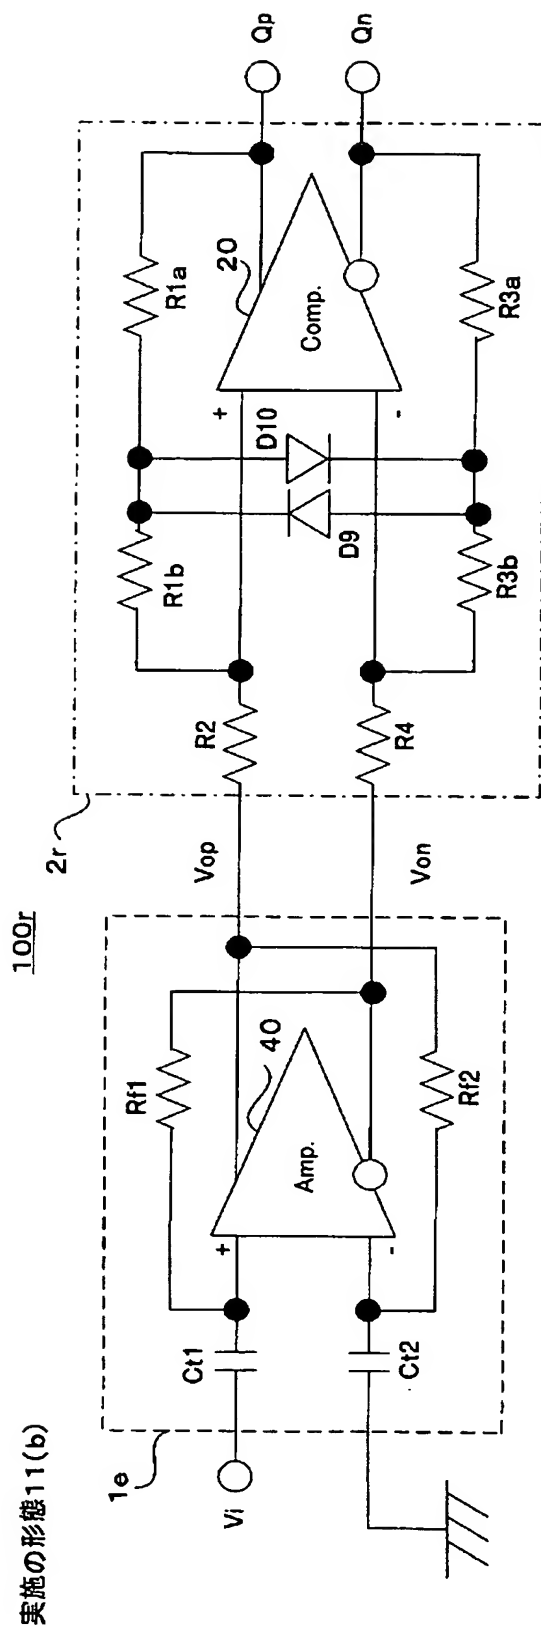 実施の形態11(b)
100r
1e
2r
Vi
Ct1
Ct2
Rf1
Rf2
Amp.
40
+
-
Vop
Von
R2
R4
R1b
R1a
R3b
R3a
D9
D10
Comp.
20
+
-
Qp
Qn